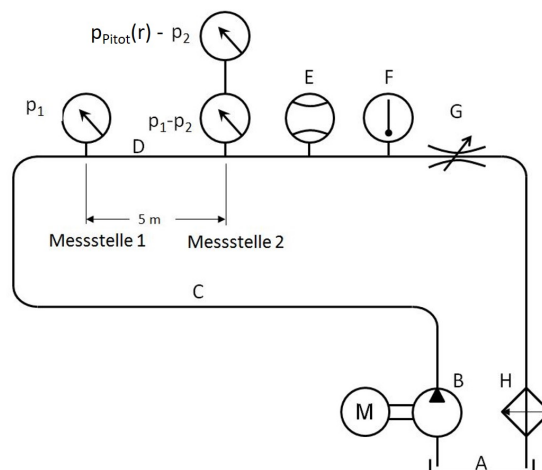 p_Pitot(r) - p_2
E
F
G
p_1
p_1-p_2
D
5 m
Messstelle 1
Messstelle 2
C
B
H
M
A